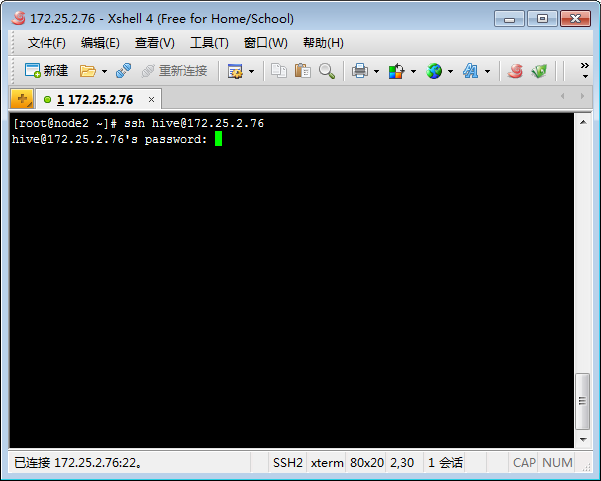 172.25.2.76 - Xshell 4 (Free for Home/School)
文件(F) 编辑(E) 查看(V) 工具(T) 窗口(W) 帮助(H)
新建 重新连接
1 172.25.2.76
[root@node2 ~]# ssh hive@172.25.2.76
hive@172.25.2.76's password:
已连接 172.25.2.76:22。 SSH2 xterm 80x20 2,30 1 会话 CAP NUM